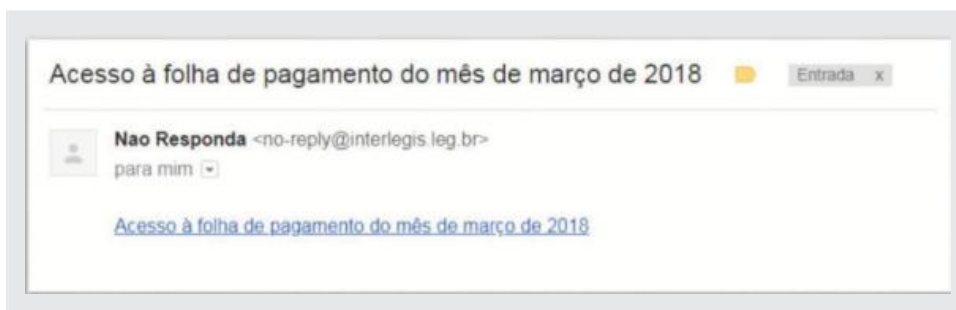 Acesso à folha de pagamento do mês de março de 2018 Entrada x
Nao Responda <no-reply@interlegis.leg.br>
para mim
Acesso à folha de pagamento do mês de março de 2018